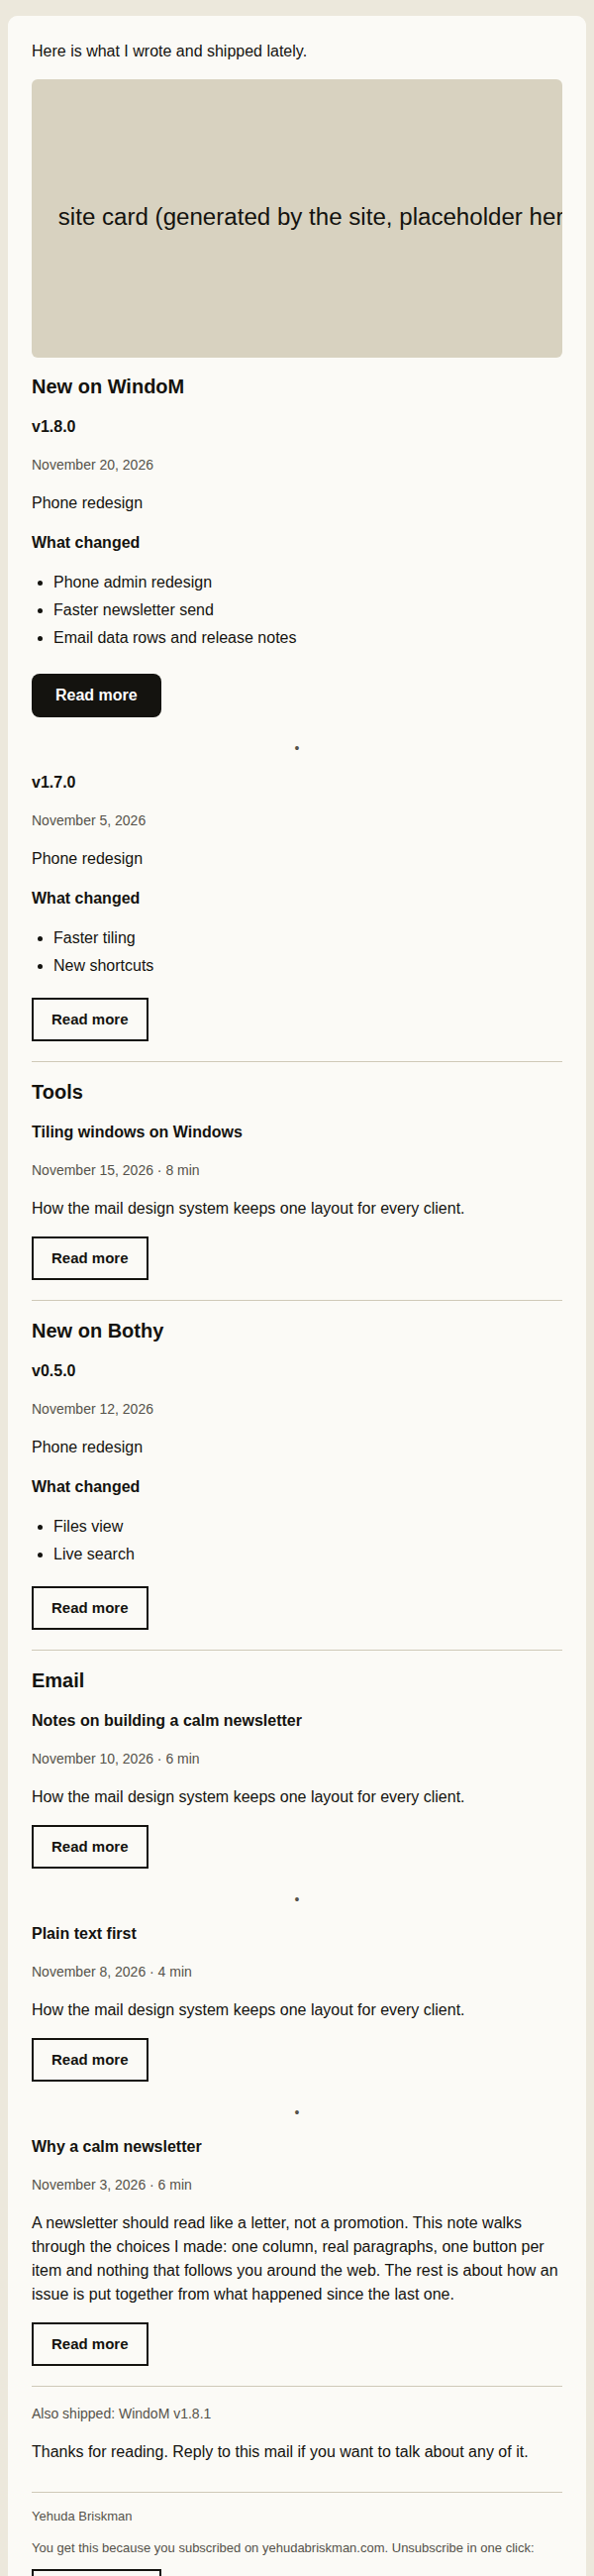 Here is what I wrote and shipped lately.
site card (generated by the site, placeholder her
New on WindoM
v1.8.0
November 20, 2026
Phone redesign
What changed
• Phone admin redesign
• Faster newsletter send
• Email data rows and release notes
Read more
•
v1.7.0
November 5, 2026
Phone redesign
What changed
• Faster tiling
• New shortcuts
Read more
Tools
Tiling windows on Windows
November 15, 2026 · 8 min
How the mail design system keeps one layout for every client.
Read more
New on Bothy
v0.5.0
November 12, 2026
Phone redesign
What changed
• Files view
• Live search
Read more
Email
Notes on building a calm newsletter
November 10, 2026 · 6 min
How the mail design system keeps one layout for every client.
Read more
•
Plain text first
November 8, 2026 · 4 min
How the mail design system keeps one layout for every client.
Read more
•
Why a calm newsletter
November 3, 2026 · 6 min
A newsletter should read like a letter, not a promotion. This note walks
through the choices I made: one column, real paragraphs, one button per
item and nothing that follows you around the web. The rest is about how an
issue is put together from what happened since the last one.
Read more
Also shipped: WindoM v1.8.1
Thanks for reading. Reply to this mail if you want to talk about any of it.
Yehuda Briskman
You get this because you subscribed on yehudabriskman.com. Unsubscribe in one click: